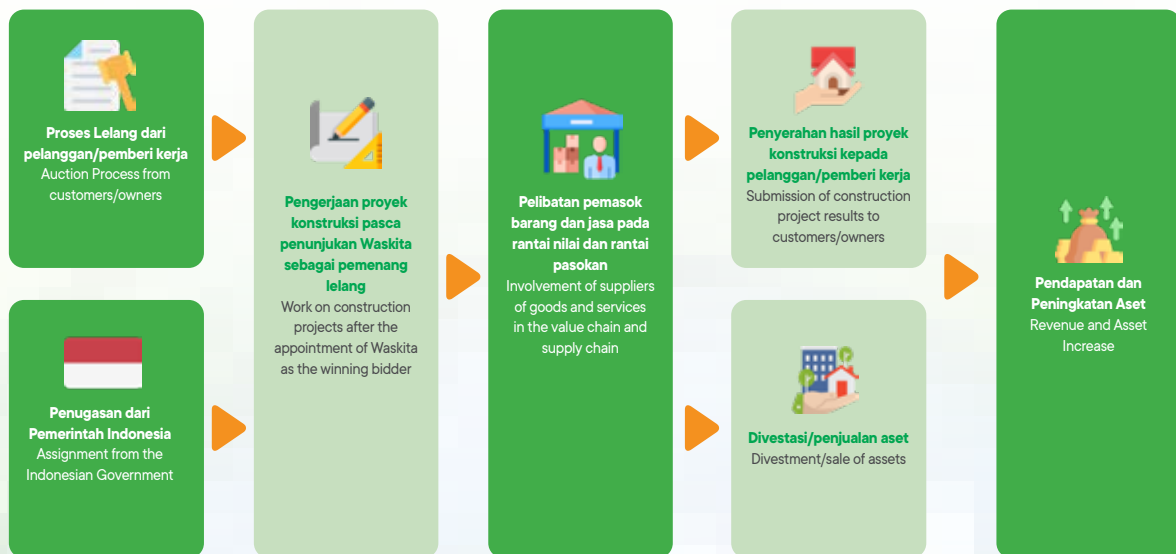 Proses Lelang dari
pelanggan/pemberi kerja
Auction Process from
customers/owners
Penugasan dari
Pemerintah Indonesia
Assignment from the
Indonesian Government
Pengerjaan proyek
konstruksi pasca
penunjukan Waskita
sebagai pemenang
lelang
Work on construction
projects after the
appointment of Waskita
as the winning bidder
Pelibatan pemasok
barang dan jasa pada
rantai nilai dan rantai
pasokan
Involvement of suppliers
of goods and services
in the value chain and
supply chain
Penyerahan hasil proyek
konstruksi kepada
pelanggan/pemberi kerja
Submission of construction
project results to
customers/owners
Divestasi/penjualan aset
Divestment/sale of assets
Pendapatan dan
Peningkatan Aset
Revenue and Asset
Increase